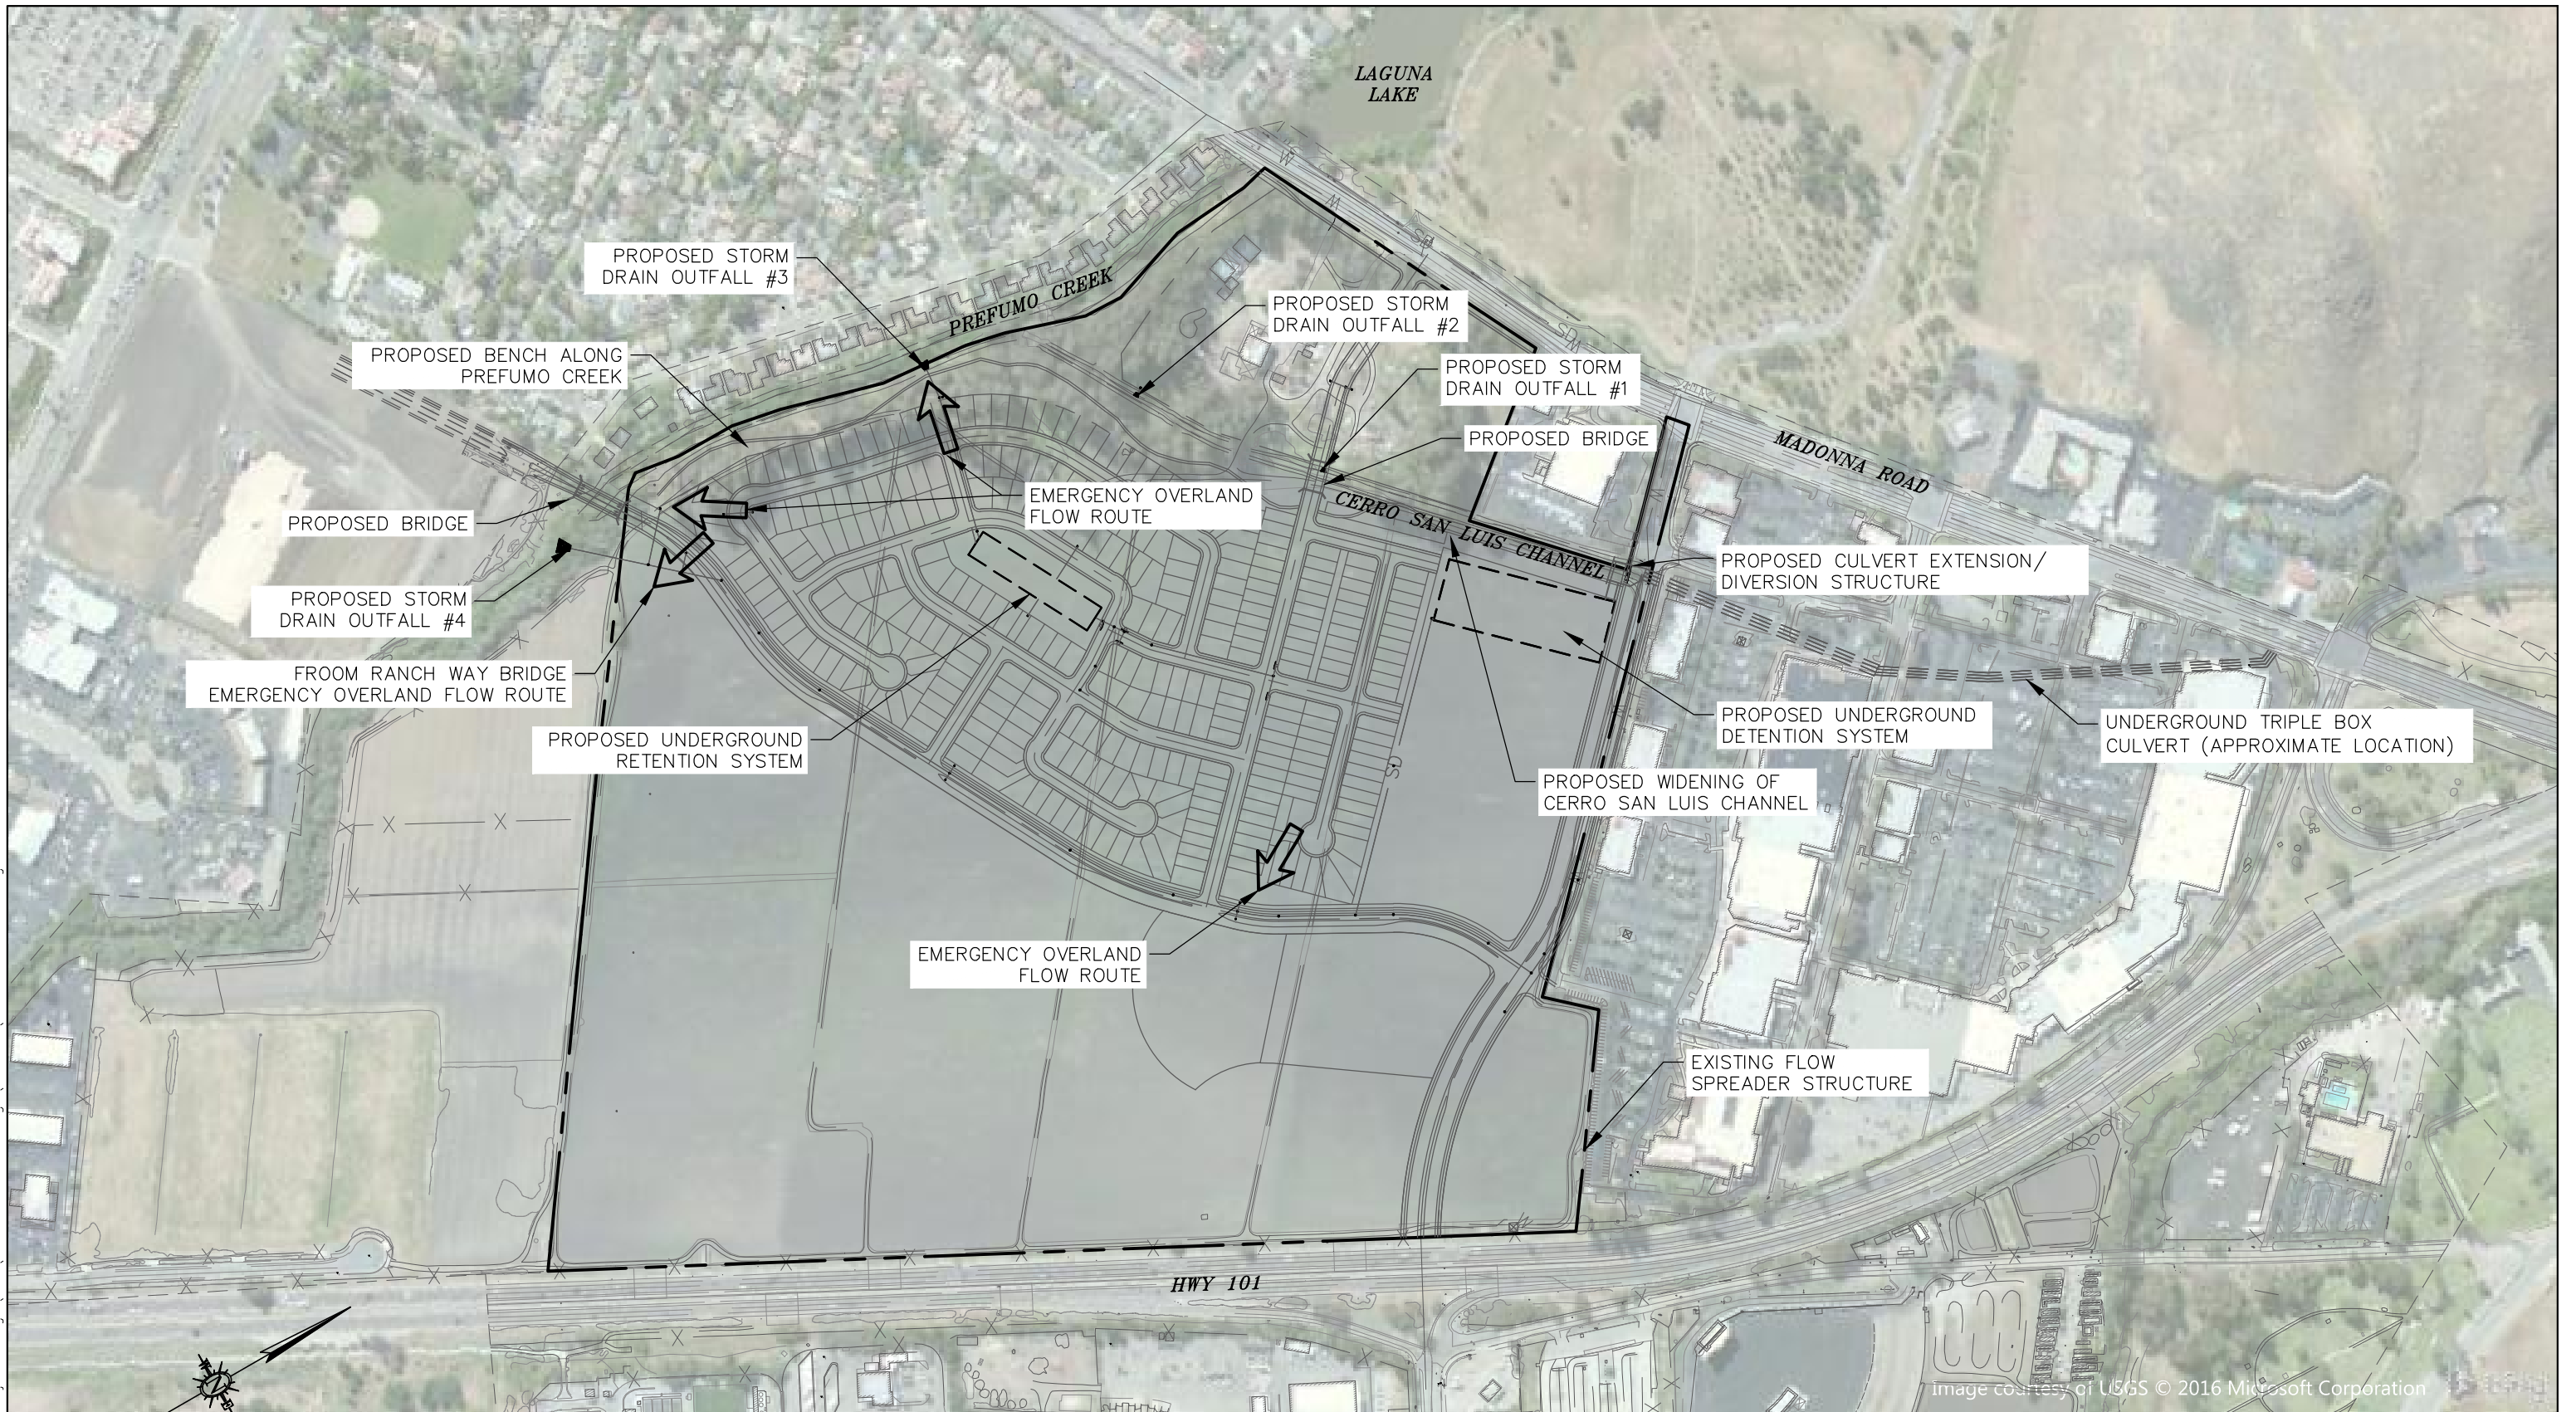 LAGUNA
LAKE
PROPOSED STORM
DRAIN OUTFALL #3
PREFUMO CREEK
PROPOSED STORM
DRAIN OUTFALL #2
PROPOSED BENCH ALONG
PREFUMO CREEK
PROPOSED STORM
DRAIN OUTFALL #1
PROPOSED BRIDGE
MADONNA ROAD
EMERGENCY OVERLAND
FLOW ROUTE
CERRO SAN LUIS CHANNEL
PROPOSED BRIDGE
PROPOSED CULVERT EXTENSION/
DIVERSION STRUCTURE
PROPOSED STORM
DRAIN OUTFALL #4
FROOM RANCH WAY BRIDGE
EMERGENCY OVERLAND FLOW ROUTE
PROPOSED UNDERGROUND
RETENTION SYSTEM
PROPOSED UNDERGROUND
DETENTION SYSTEM
UNDERGROUND TRIPLE BOX
CULVERT (APPROXIMATE LOCATION)
SD
PROPOSED WIDENING OF
CERRO SAN LUIS CHANNEL
EMERGENCY OVERLAND
FLOW ROUTE
EXISTING FLOW
SPREADER STRUCTURE
HWY 101
N
Image courtesy of USGS © 2016 Microsoft Corporation